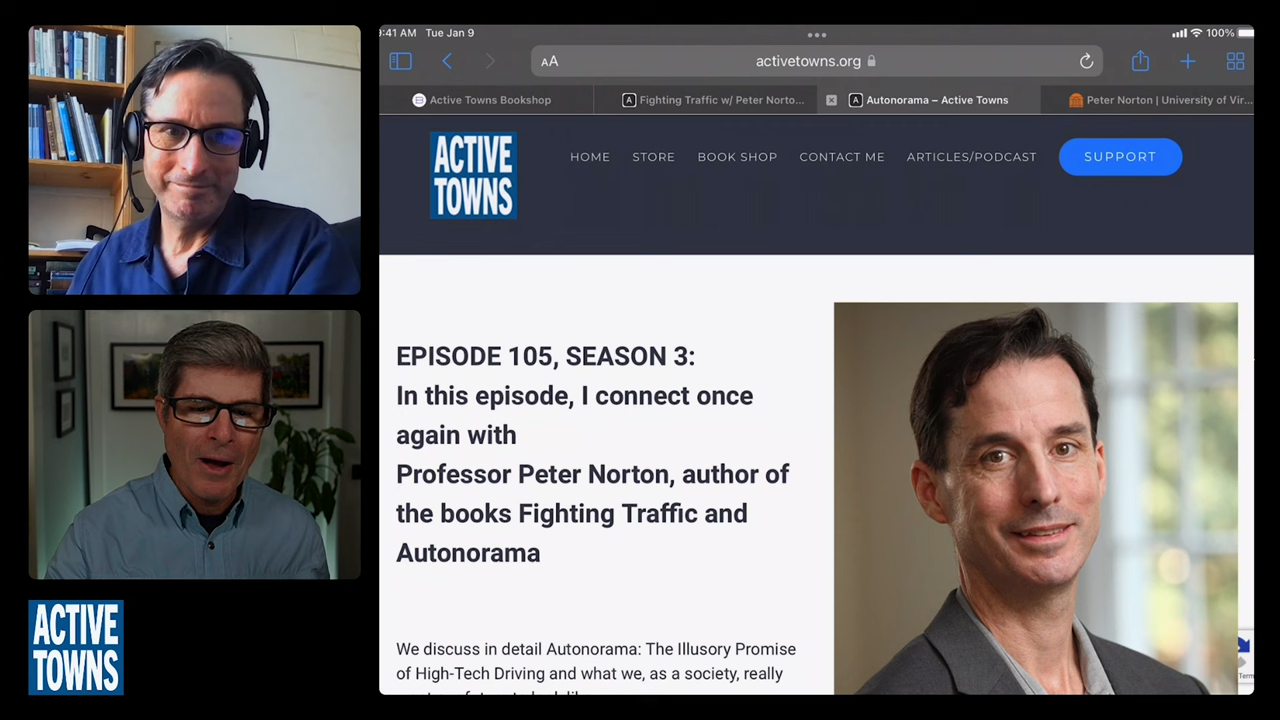 9:41 AM Tue Jan 9
100%
AA
activetowns.org
Active Towns Bookshop
Fighting Traffic w/ Peter Norto...
Autonorama – Active Towns
Peter Norton | University of Vir...
ACTIVE
TOWNS
HOME
STORE
BOOK SHOP
CONTACT ME
ARTICLES/PODCAST
SUPPORT
EPISODE 105, SEASON 3:
In this episode, I connect once
again with
Professor Peter Norton, author of
the books Fighting Traffic and
Autonorama
We discuss in detail Autonorama: The Illusory Promise
of High-Tech Driving and what we, as a society, really
ACTIVE
TOWNS